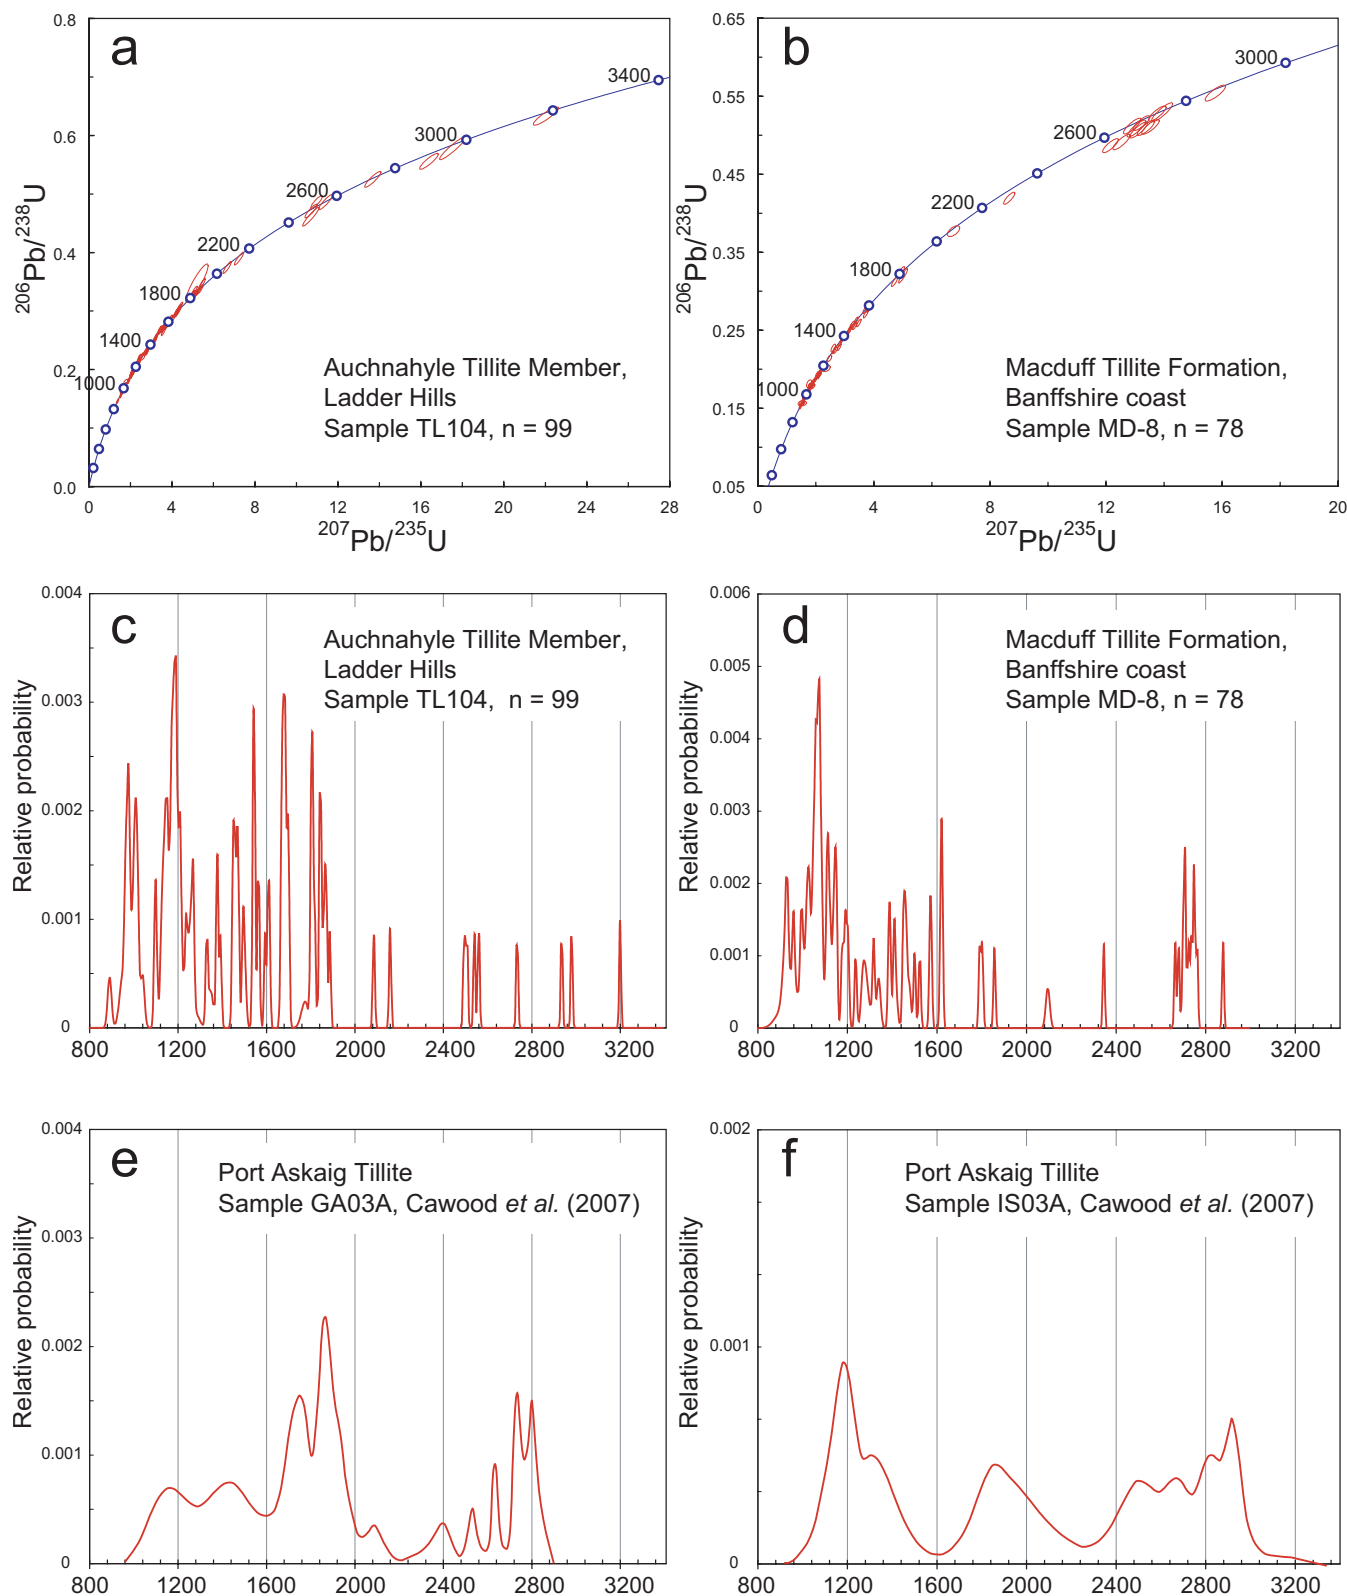 a
0.8
0.6
0.4
0.2
0.0
206Pb/238U
3400
3000
2600
2200
1800
1400
1000
Auchnahyle Tillite Member,
Ladder Hills
Sample TL104, n = 99
0 4 8 12 16 20 24 28
207Pb/235U
b
0.65
0.55
0.45
0.35
0.25
0.15
0.05
206Pb/238U
3000
2600
2200
1800
1400
1000
Macduff Tillite Formation,
Banffshire coast
Sample MD-8, n = 78
0 4 8 12 16 20
207Pb/235U
c
0.004
0.003
0.002
0.001
0
Relative probability
Auchnahyle Tillite Member,
Ladder Hills
Sample TL104, n = 99
800 1200 1600 2000 2400 2800 3200
d
0.006
0.005
0.004
0.003
0.002
0.001
0
Relative probability
Macduff Tillite Formation,
Banffshire coast
Sample MD-8, n = 78
800 1200 1600 2000 2400 2800 3200
e
0.004
0.003
0.002
0.001
0
Relative probability
Port Askaig Tillite
Sample GA03A, Cawood et al. (2007)
800 1200 1600 2000 2400 2800 3200
f
0.002
0.001
0
Relative probability
Port Askaig Tillite
Sample IS03A, Cawood et al. (2007)
800 1200 1600 2000 2400 2800 3200